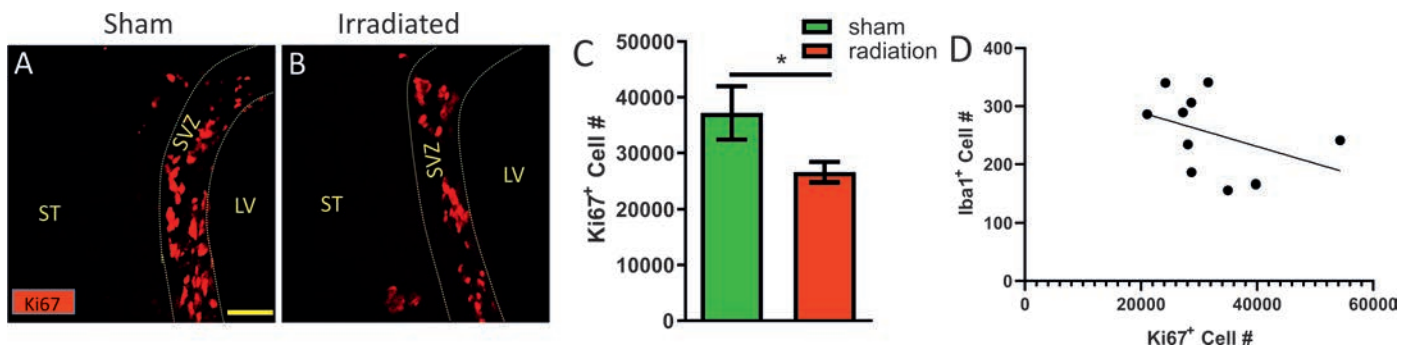 Sham
Irradiated
A
SVZ
ST
LV
Ki67
B
SVZ
ST
LV
C
sham
radiation
*
50000
40000
30000
20000
10000
0
Ki67⁺ Cell #
D
400
300
200
100
0
Iba1⁺ Cell #
0
20000
40000
60000
Ki67⁺ Cell #